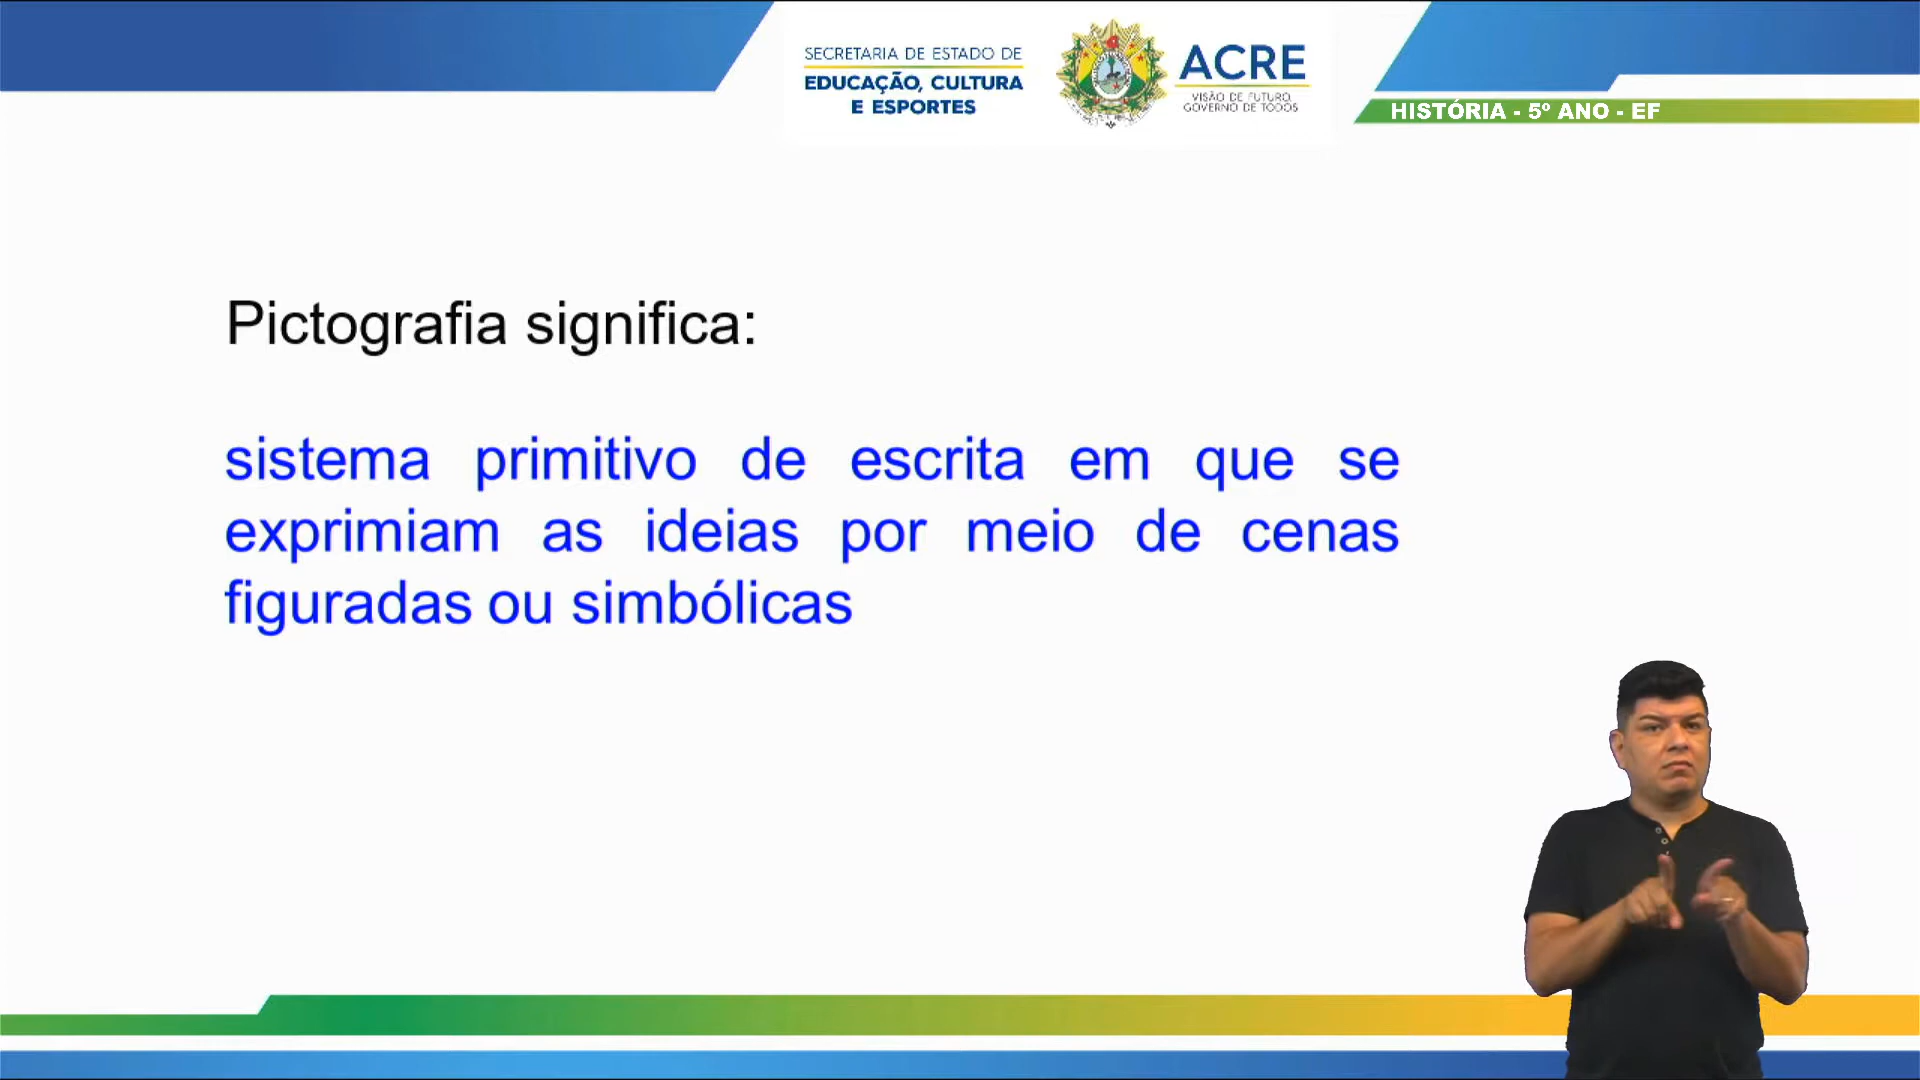 SECRETARIA DE ESTADO DE
EDUCAÇÃO, CULTURA
E ESPORTES
ACRE
VISÃO DE FUTURO,
GOVERNO DE TODOS
HISTÓRIA - 5º ANO - EF
Pictografia significa:
sistema primitivo de escrita em que se
exprimiam as ideias por meio de cenas
figuradas ou simbólicas